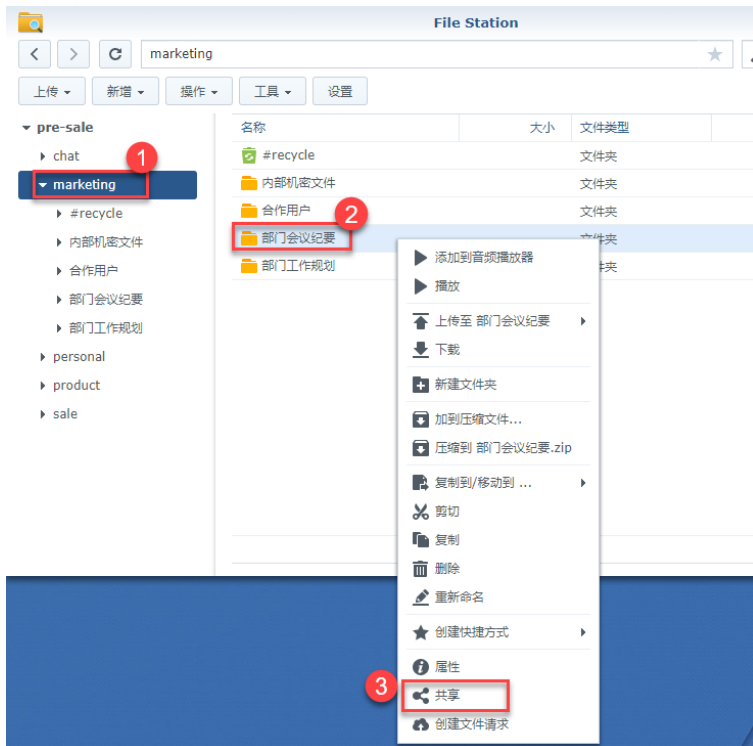 File Station
marketing
上传 新增 操作 工具 设置
pre-sale
chat
1
marketing
#recycle
内部机密文件
合作用户
部门会议纪要
部门工作规划
personal
product
sale
名称 大小 文件类型
#recycle 文件夹
内部机密文件 文件夹
合作用户 文件夹
2
部门会议纪要 文件夹
部门工作规划
添加到音频播放器
播放
上传至 部门会议纪要
下载
新建文件夹
加到压缩文件...
压缩到 部门会议纪要.zip
复制到/移动到 ...
剪切
复制
删除
重新命名
创建快捷方式
属性
3
共享
创建文件请求